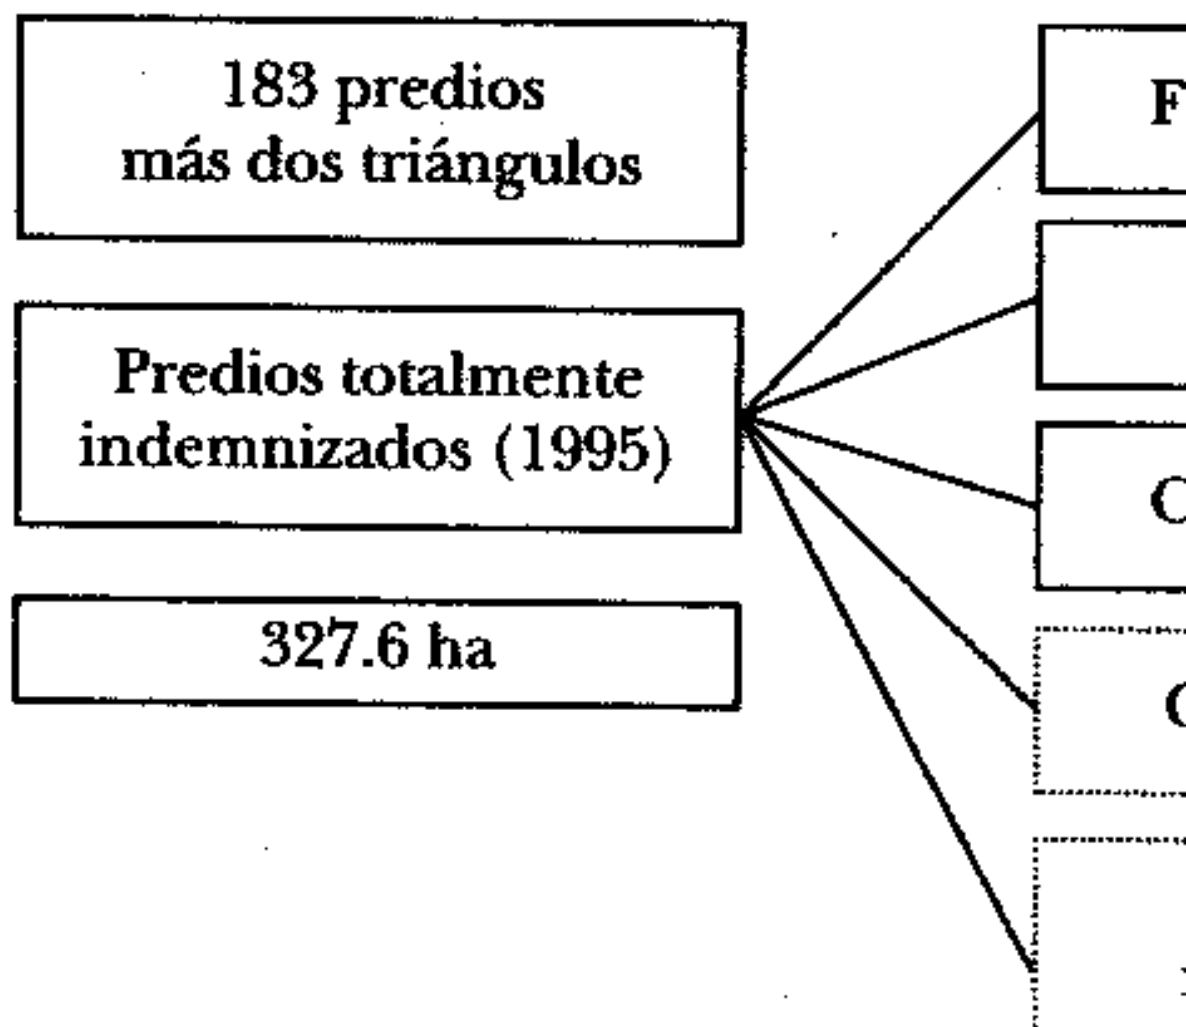 183 predios
más dos triángulos
Predios totalmente
indemnizados (1995)
327.6 ha
F
C